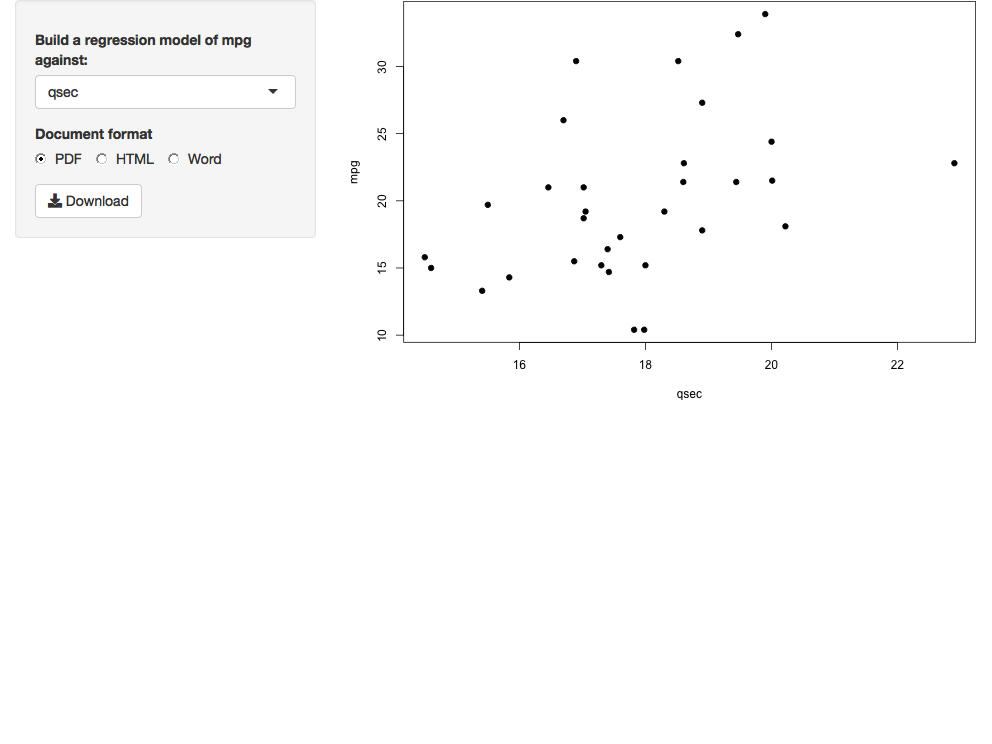 Build a regression model of mpg
against:
qsec
Document format
PDF HTML Word
Download
mpg
30
25
20
15
10
16 18 20 22
qsec